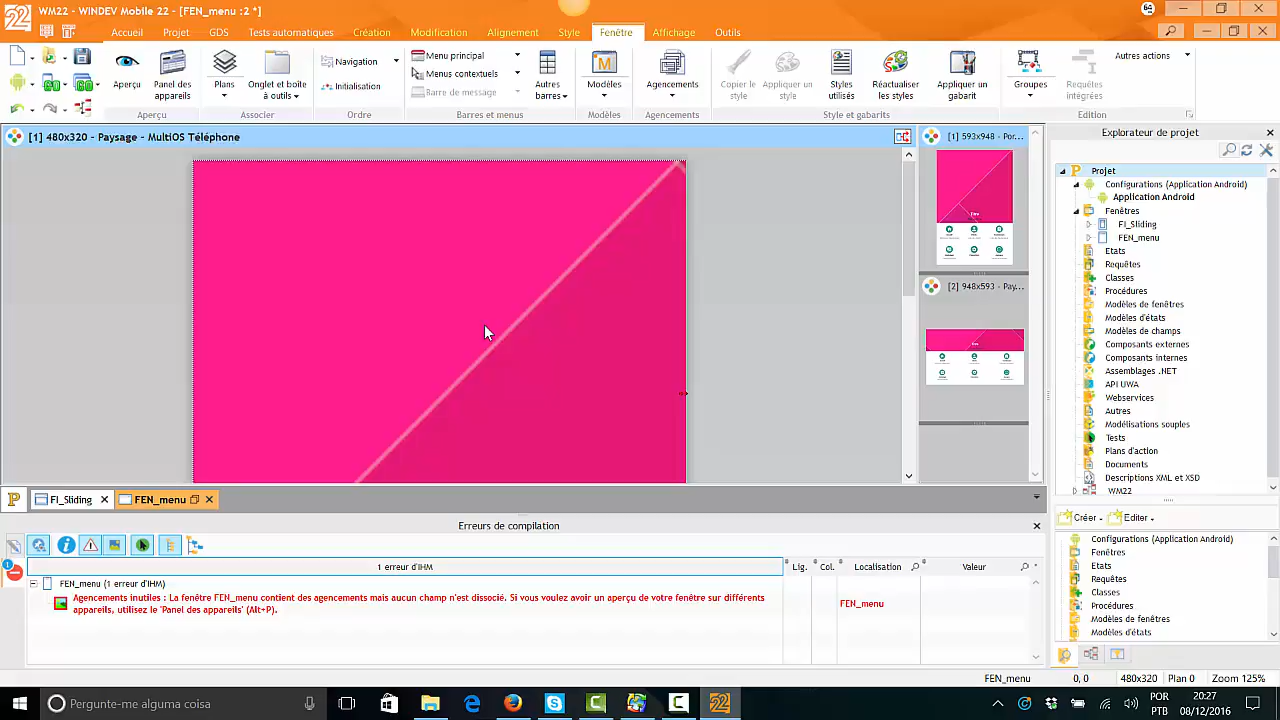 WM22 - WINDEV Mobile 22 - [FEN_menu :2 *]
64
Accueil Projet GDS Tests automatiques Création Modification Alignement Style Fenêtre Affichage Outils
Aperçu
Panel des
appareils
Aperçu
Plans
Onglet et boîte
à outils
Associer
Navigation
Initialisation
Ordre
Menu principal
Menus contextuels
Barre de message
Autres
barres
Barres et menus
Modèles
Modèles
Agencements
Agencements
Copier le
style
Appliquer un
style
Styles
utilisés
Réactualiser
les styles
Appliquer un
gabarit
Style et gabarits
Groupes
Requêtes
intégrées
Autres actions
Edition
[1] 480x320 - Paysage - MultiOS Téléphone
[1] 593x948 - Por...
[2] 948x593 - Pay...
Explorateur de projet
Projet
Configurations (Application Android)
Application Android
Fenêtres
FI_Sliding
FEN_menu
Etats
Requêtes
Classes
Procédures
Modèles de fenêtres
Modèles d'états
Modèles de champs
Composants externes
Composants internes
Assemblages .NET
API UWA
Webservices
Autres
Modélisations souples
Tests
Plans d'action
Documents
Descriptions XML et XSD
WM22
Créer
Editer
Configurations (Application Android)
Fenêtres
Etats
Requêtes
Classes
Procédures
Modèles de fenêtres
Modèles d'états
FI_Sliding
FEN_menu
Erreurs de compilation
1 erreur d'IHM Lig. Col. Localisation Valeur
1
FEN_menu (1 erreur d'IHM)
Agencements inutiles : La fenêtre FEN_menu contient des agencements mais aucun champ n'est dissocié. Si vous voulez avoir un aperçu de votre fenêtre sur différents
appareils, utilisez le 'Panel des appareils' (Alt+P).
FEN_menu
FEN_menu 0, 0 480x320 Plan 0 Zoom 125%
Pergunte-me alguma coisa
POR
PTB
20:27
08/12/2016